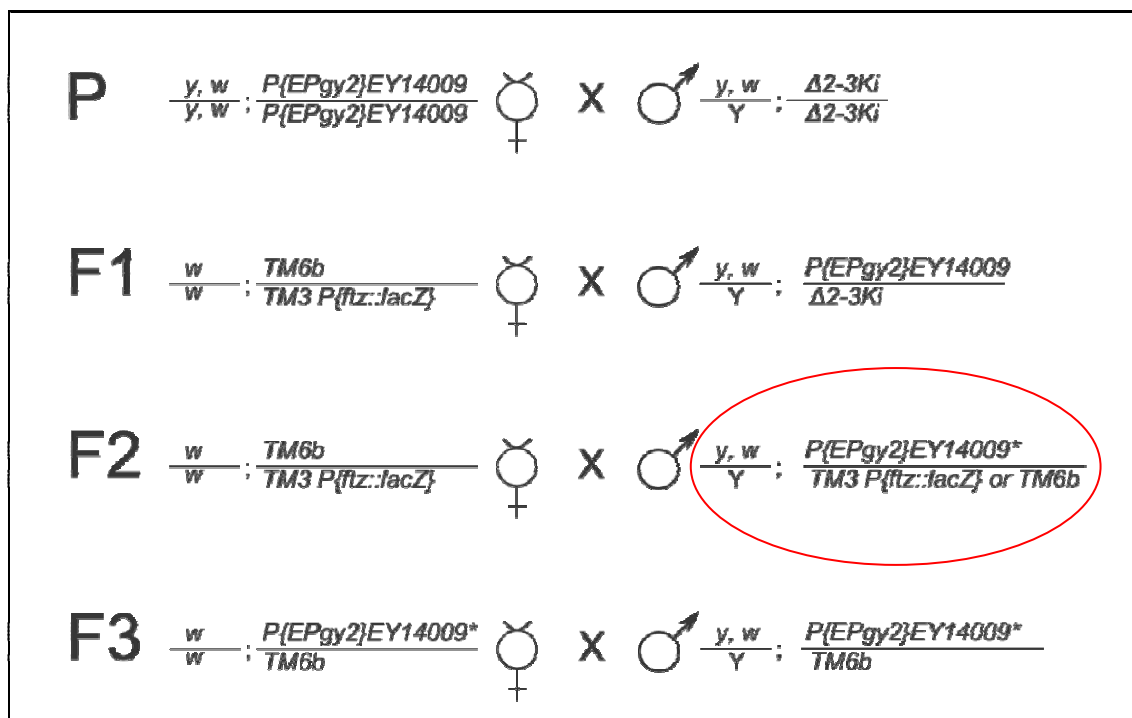 P y, w / y, w ; P{EPgy2}EY14009 / P{EPgy2}EY14009 X y, w / Y ; Δ2-3Ki / Δ2-3Ki
F1 w / w ; TM6b / TM3 P{ftz::lacZ} X y, w / Y ; P{EPgy2}EY14009 / Δ2-3Ki
F2 w / w ; TM6b / TM3 P{ftz::lacZ} X y, w / Y ; P{EPgy2}EY14009* / TM3 P{ftz::lacZ} or TM6b
F3 w / w ; P{EPgy2}EY14009* / TM6b X y, w / Y ; P{EPgy2}EY14009* / TM6b